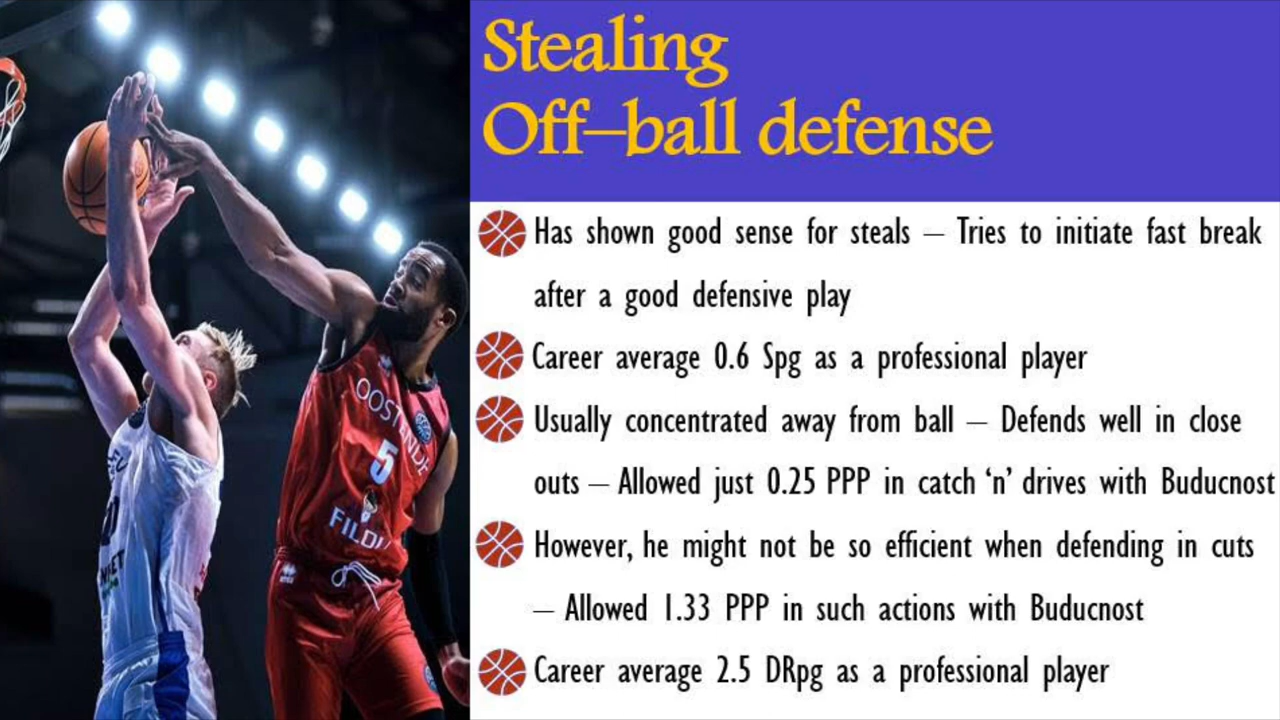 Stealing
Off–ball defense
Has shown good sense for steals – Tries to initiate fast break
after a good defensive play
Career average 0.6 Spg as a professional player
Usually concentrated away from ball – Defends well in close
outs – Allowed just 0.25 PPP in catch ‘n’ drives with Buducnost
However, he might not be so efficient when defending in cuts
– Allowed 1.33 PPP in such actions with Buducnost
Career average 2.5 DRpg as a professional player
OOSTENDE
5
FILOU